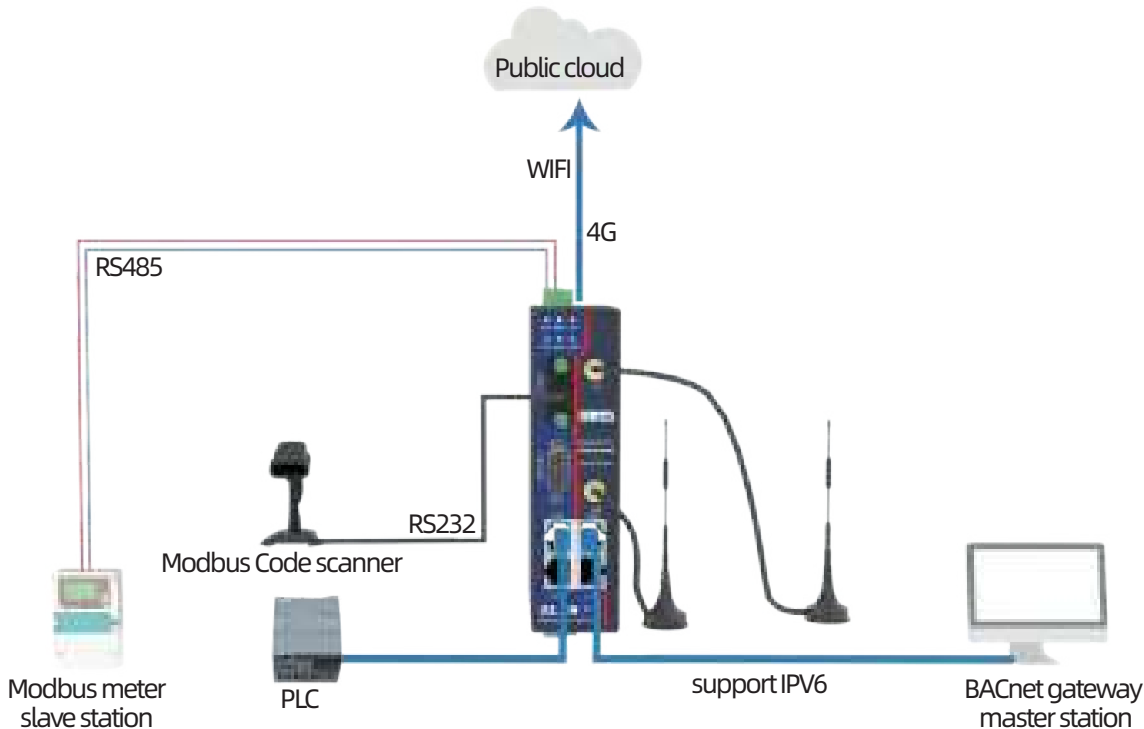 Public cloud
WIFI
4G
RS485
RS232
Modbus Code scanner
Modbus meter
slave station
PLC
support IPV6
BACnet gateway
master station